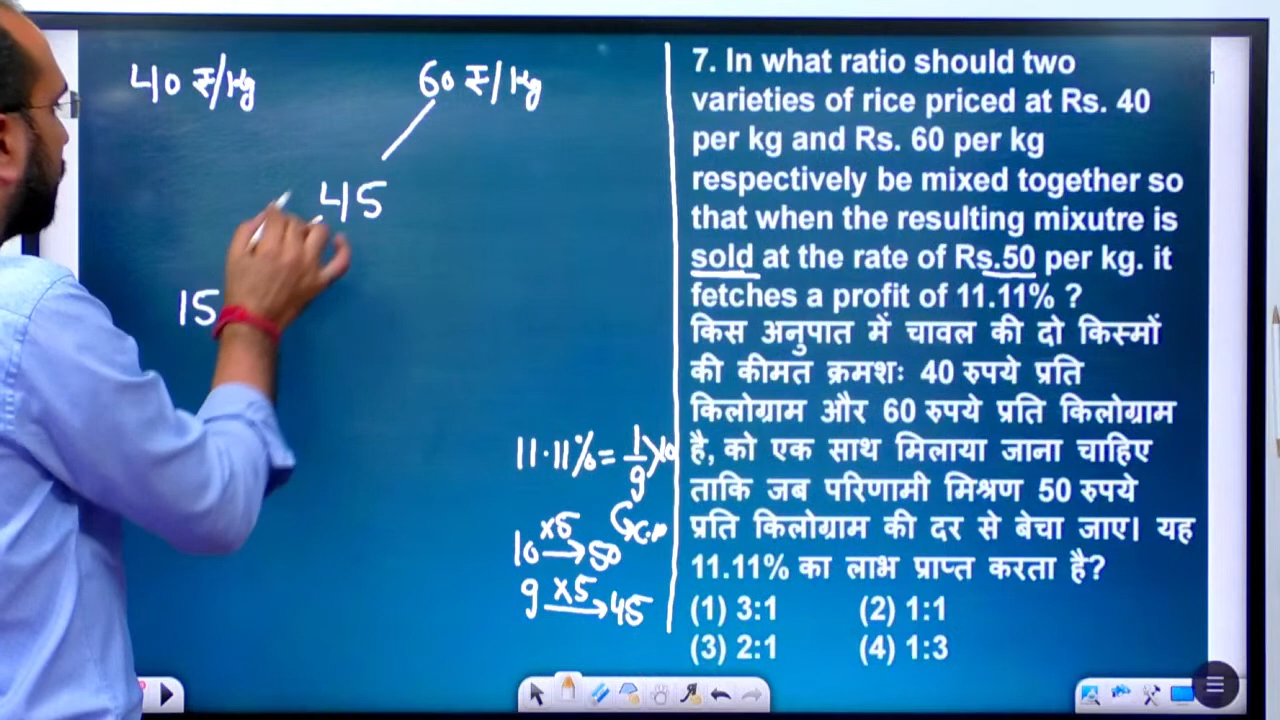 40 ₹/Kg
60 ₹/Kg
45
15
11.11% = 1/9
C.P
10 ×5→ 50
9 ×5→ 45
7. In what ratio should two
varieties of rice priced at Rs. 40
per kg and Rs. 60 per kg
respectively be mixed together so
that when the resulting mixutre is
sold at the rate of Rs.50 per kg. it
fetches a profit of 11.11% ?
किस अनुपात में चावल की दो किस्मों
की कीमत क्रमशः 40 रुपये प्रति
किलोग्राम और 60 रुपये प्रति किलोग्राम
है, को एक साथ मिलाया जाना चाहिए
ताकि जब परिणामी मिश्रण 50 रुपये
प्रति किलोग्राम की दर से बेचा जाए। यह
11.11% का लाभ प्राप्त करता है?
(1) 3:1 (2) 1:1
(3) 2:1 (4) 1:3